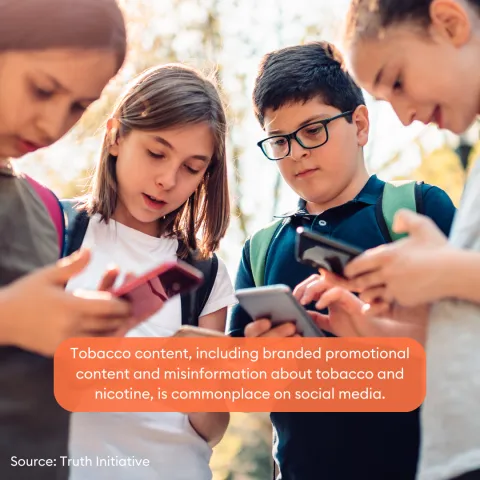 Tobacco content, including branded promotional
content and misinformation about tobacco and
nicotine, is commonplace on social media.
Source: Truth Initiative